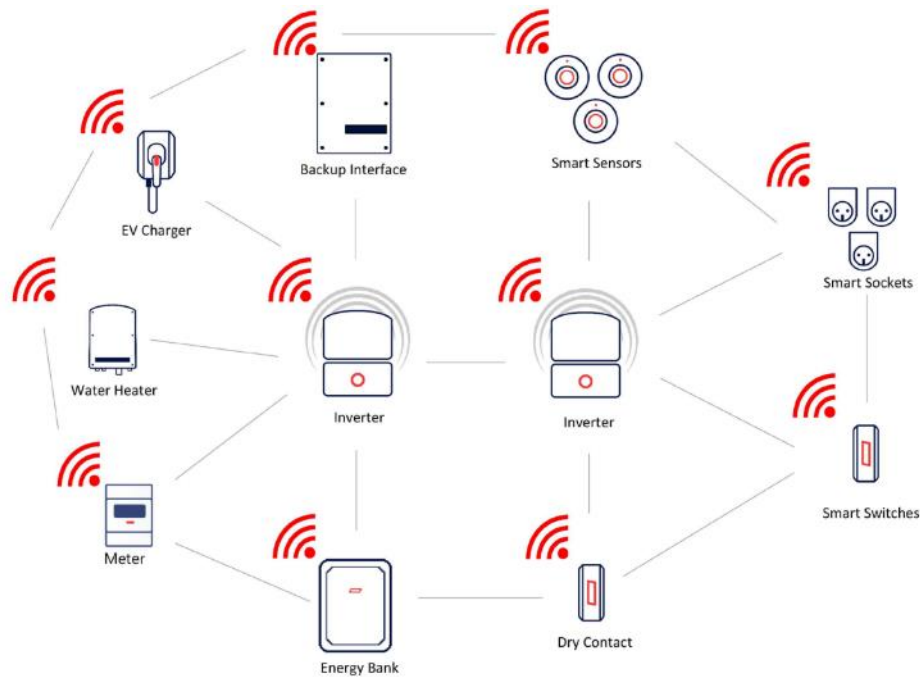 Backup Interface
Smart Sensors
EV Charger
Smart Sockets
Water Heater
Inverter
Inverter
Smart Switches
Meter
Dry Contact
Energy Bank